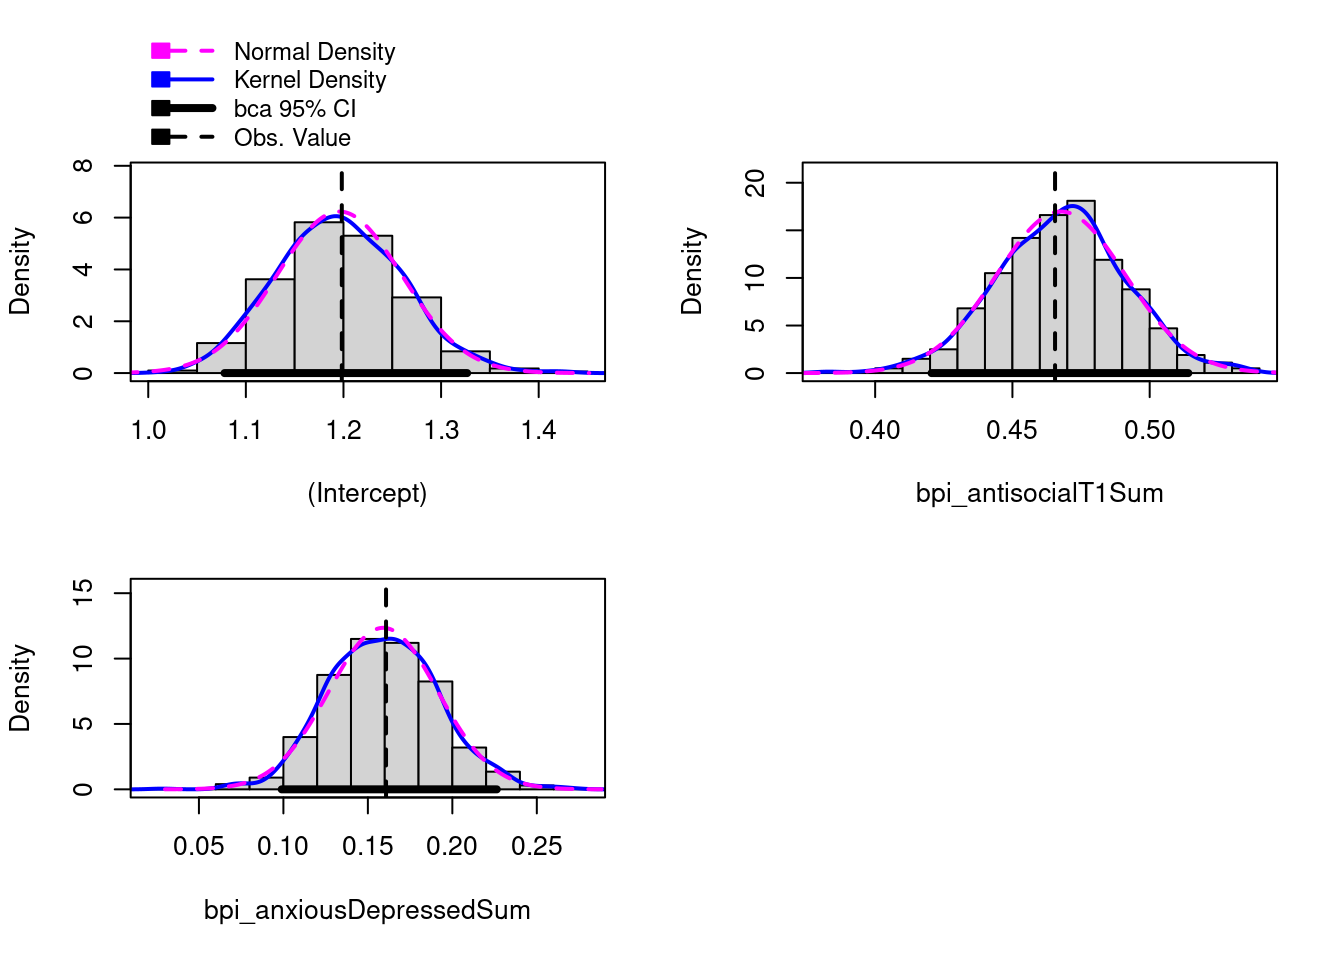 Normal Density
Kernel Density
bca 95% CI
Obs. Value
Density
0 2 4 6 8
1.0 1.1 1.2 1.3 1.4
(Intercept)
Density
0 5 10 20
0.40 0.45 0.50
bpi_antisocialT1Sum
Density
0 5 10 15
0.05 0.10 0.15 0.20 0.25
bpi_anxiousDepressedSum